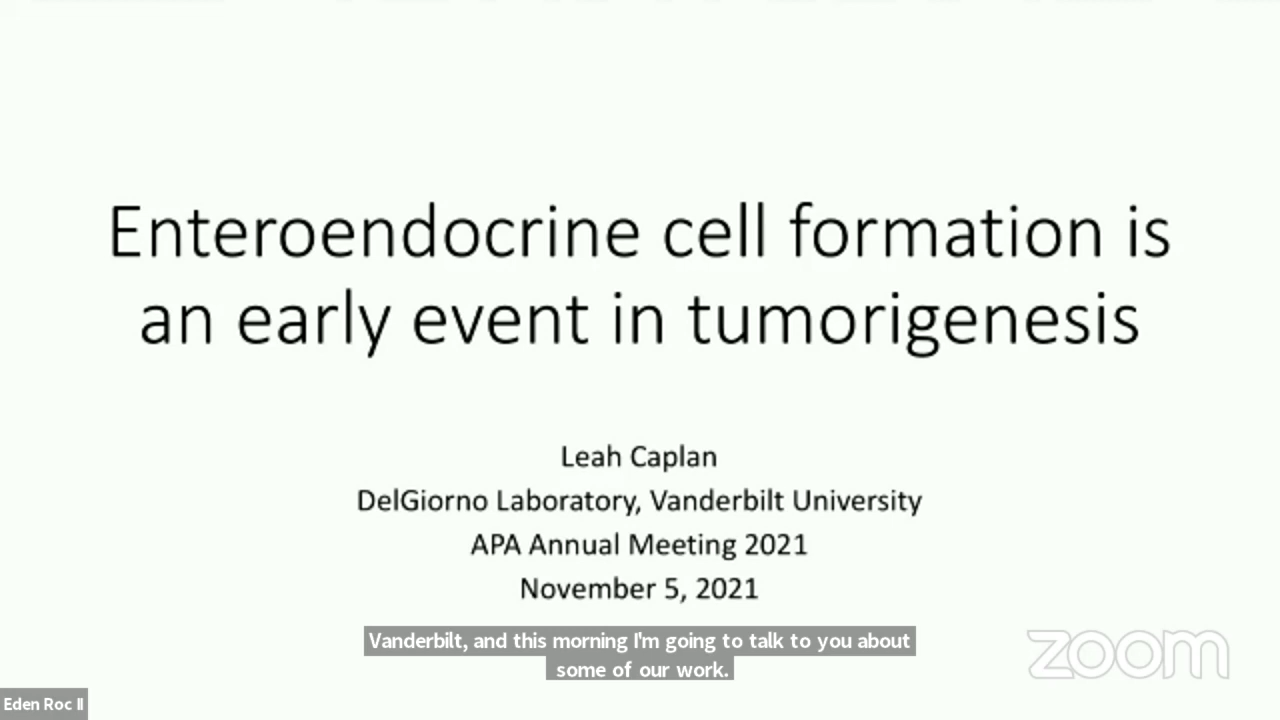 Enteroendocrine cell formation is
an early event in tumorigenesis
Leah Caplan
DelGiorno Laboratory, Vanderbilt University
APA Annual Meeting 2021
November 5, 2021
Vanderbilt, and this morning I'm going to talk to you about
some of our work.
zoom
Eden Roc II